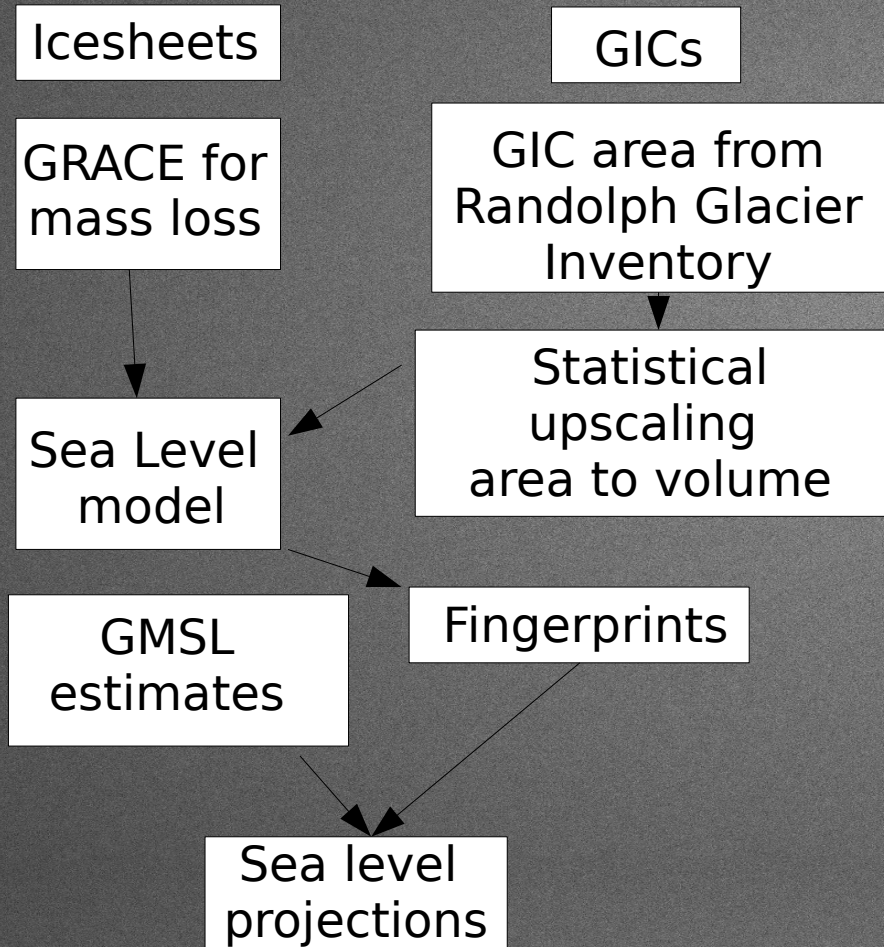 Icesheets
GICs
GRACE for
mass loss
GIC area from
Randolph Glacier
Inventory
Statistical
upscaling
area to volume
Sea Level
model
Fingerprints
GMSL
estimates
Sea level
projections